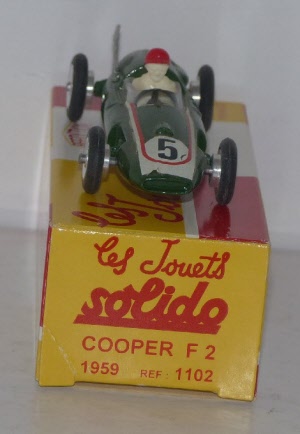 5
Les Jouets
solido
COOPER F 2
1959 REF: 1102